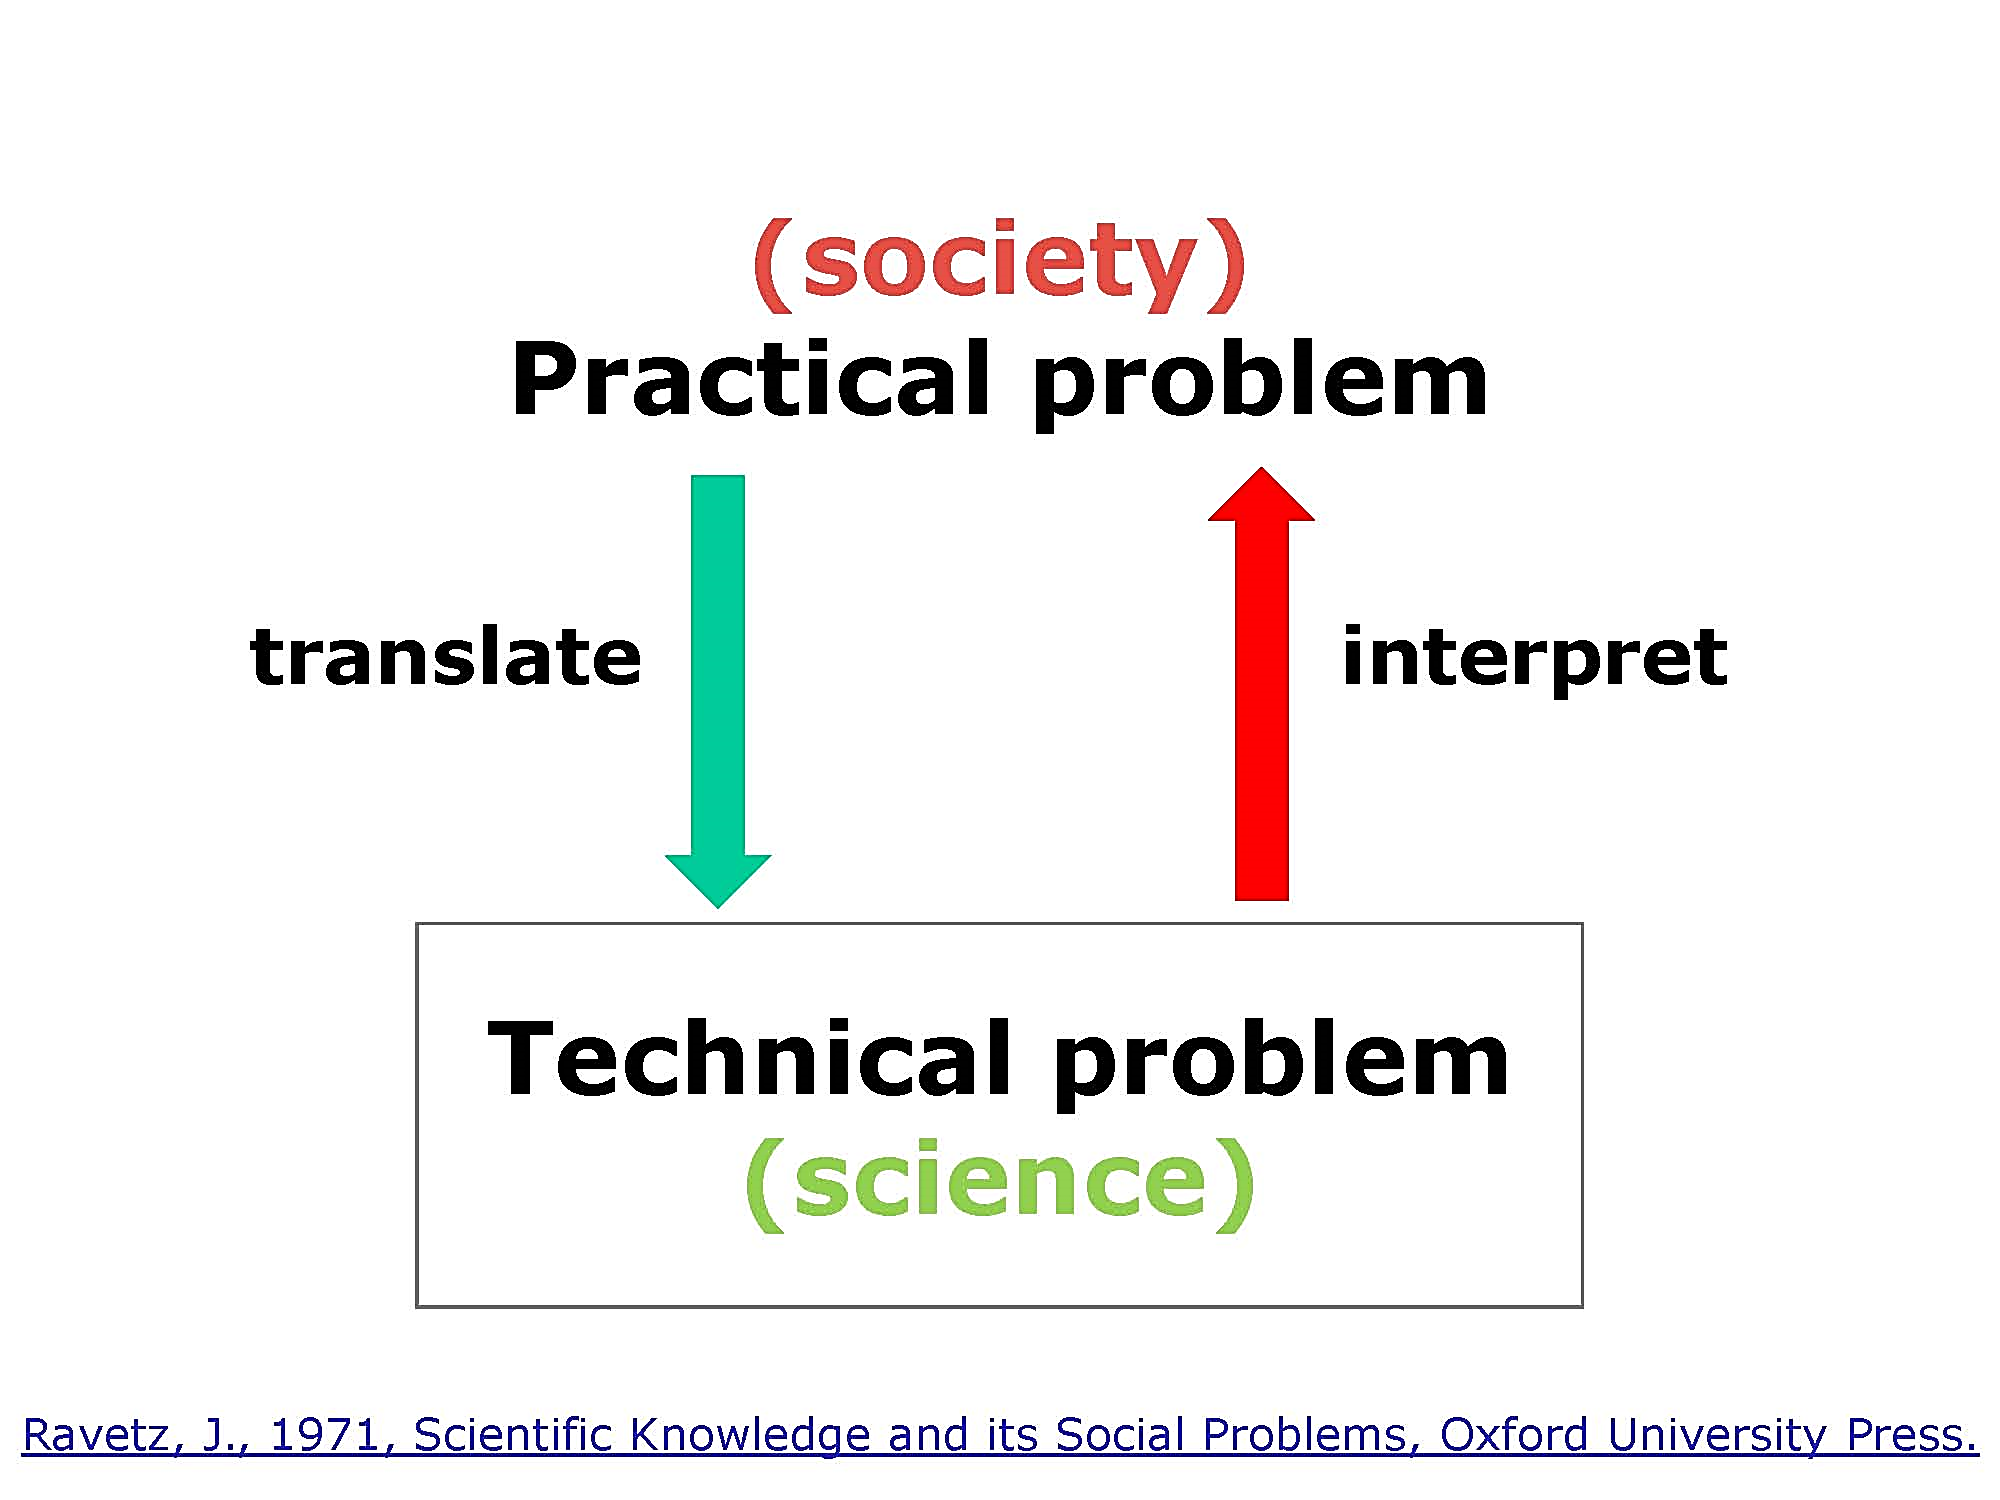 (society)
Practical problem
translate
interpret
Technical problem
(science)
Ravetz, J., 1971, Scientific Knowledge and its Social Problems, Oxford University Press.